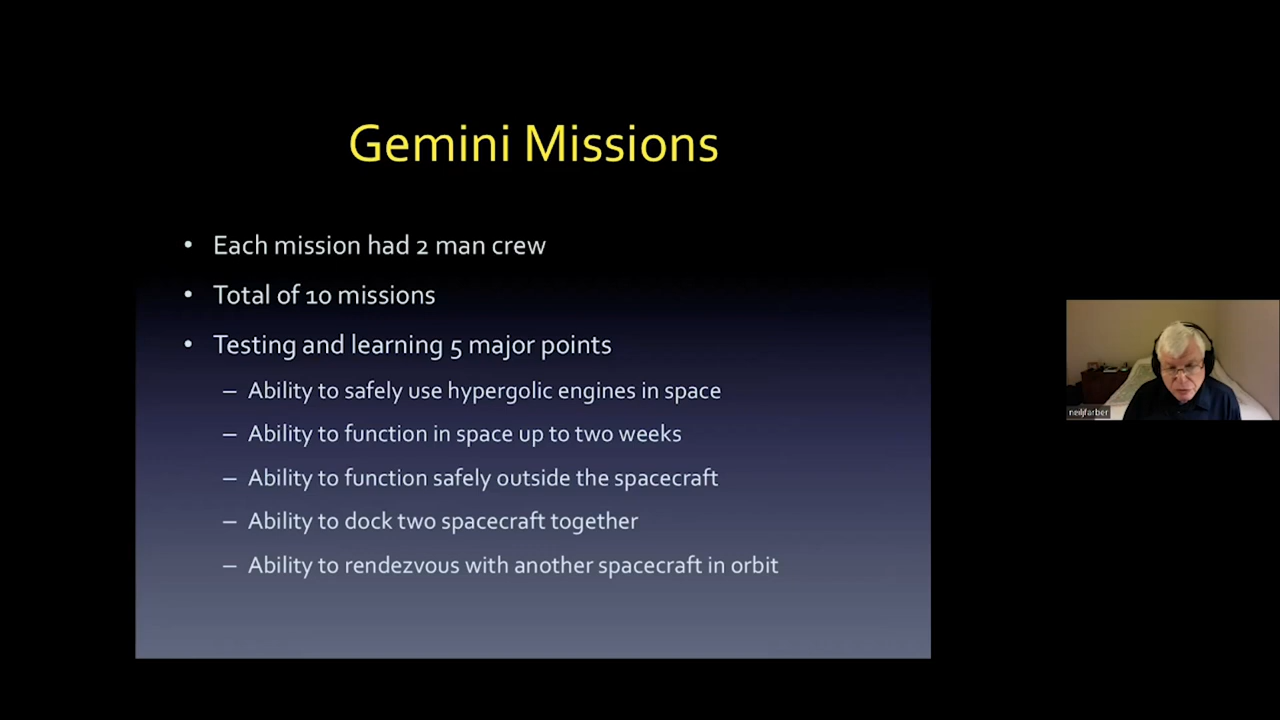 Gemini Missions
• Each mission had 2 man crew
• Total of 10 missions
• Testing and learning 5 major points
– Ability to safely use hypergolic engines in space
– Ability to function in space up to two weeks
– Ability to function safely outside the spacecraft
– Ability to dock two spacecraft together
– Ability to rendezvous with another spacecraft in orbit
neiljfarber